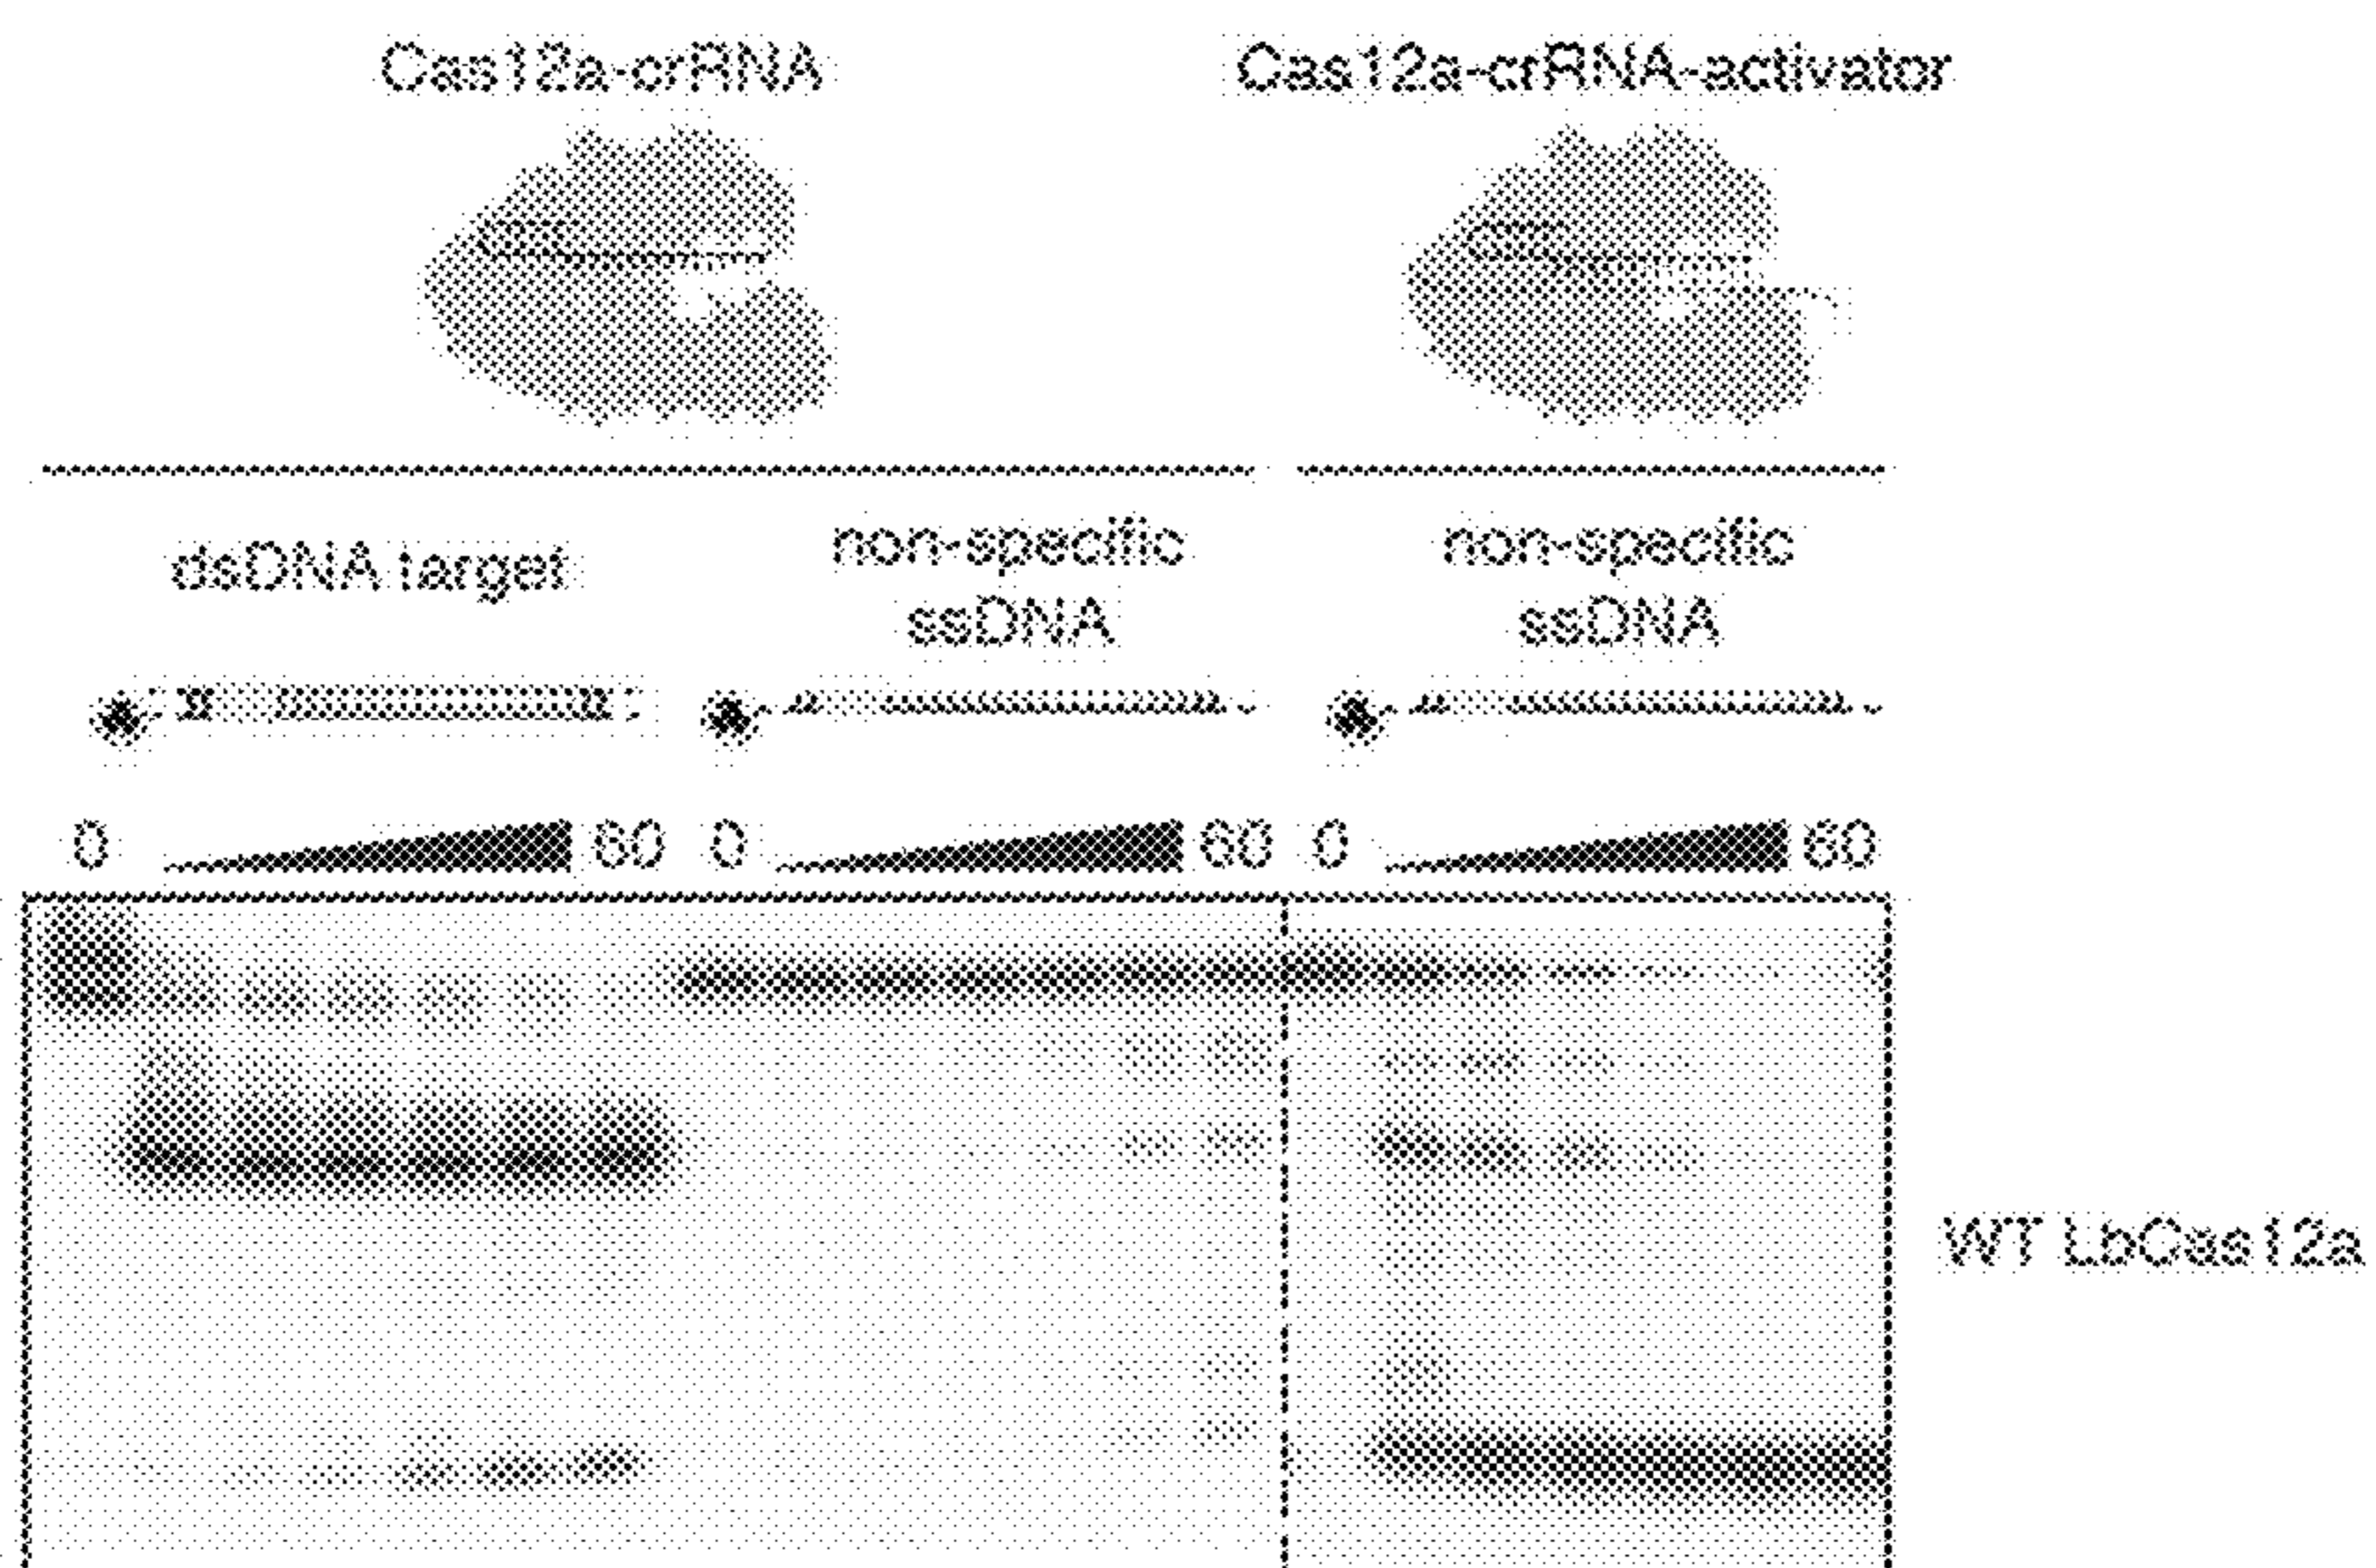 Cas12a-crRNA Cas12a-crRNA-activator
dsDNA target non-specific ssDNA non-specific ssDNA
0 60 0 60 0 60
WT LbCas12a